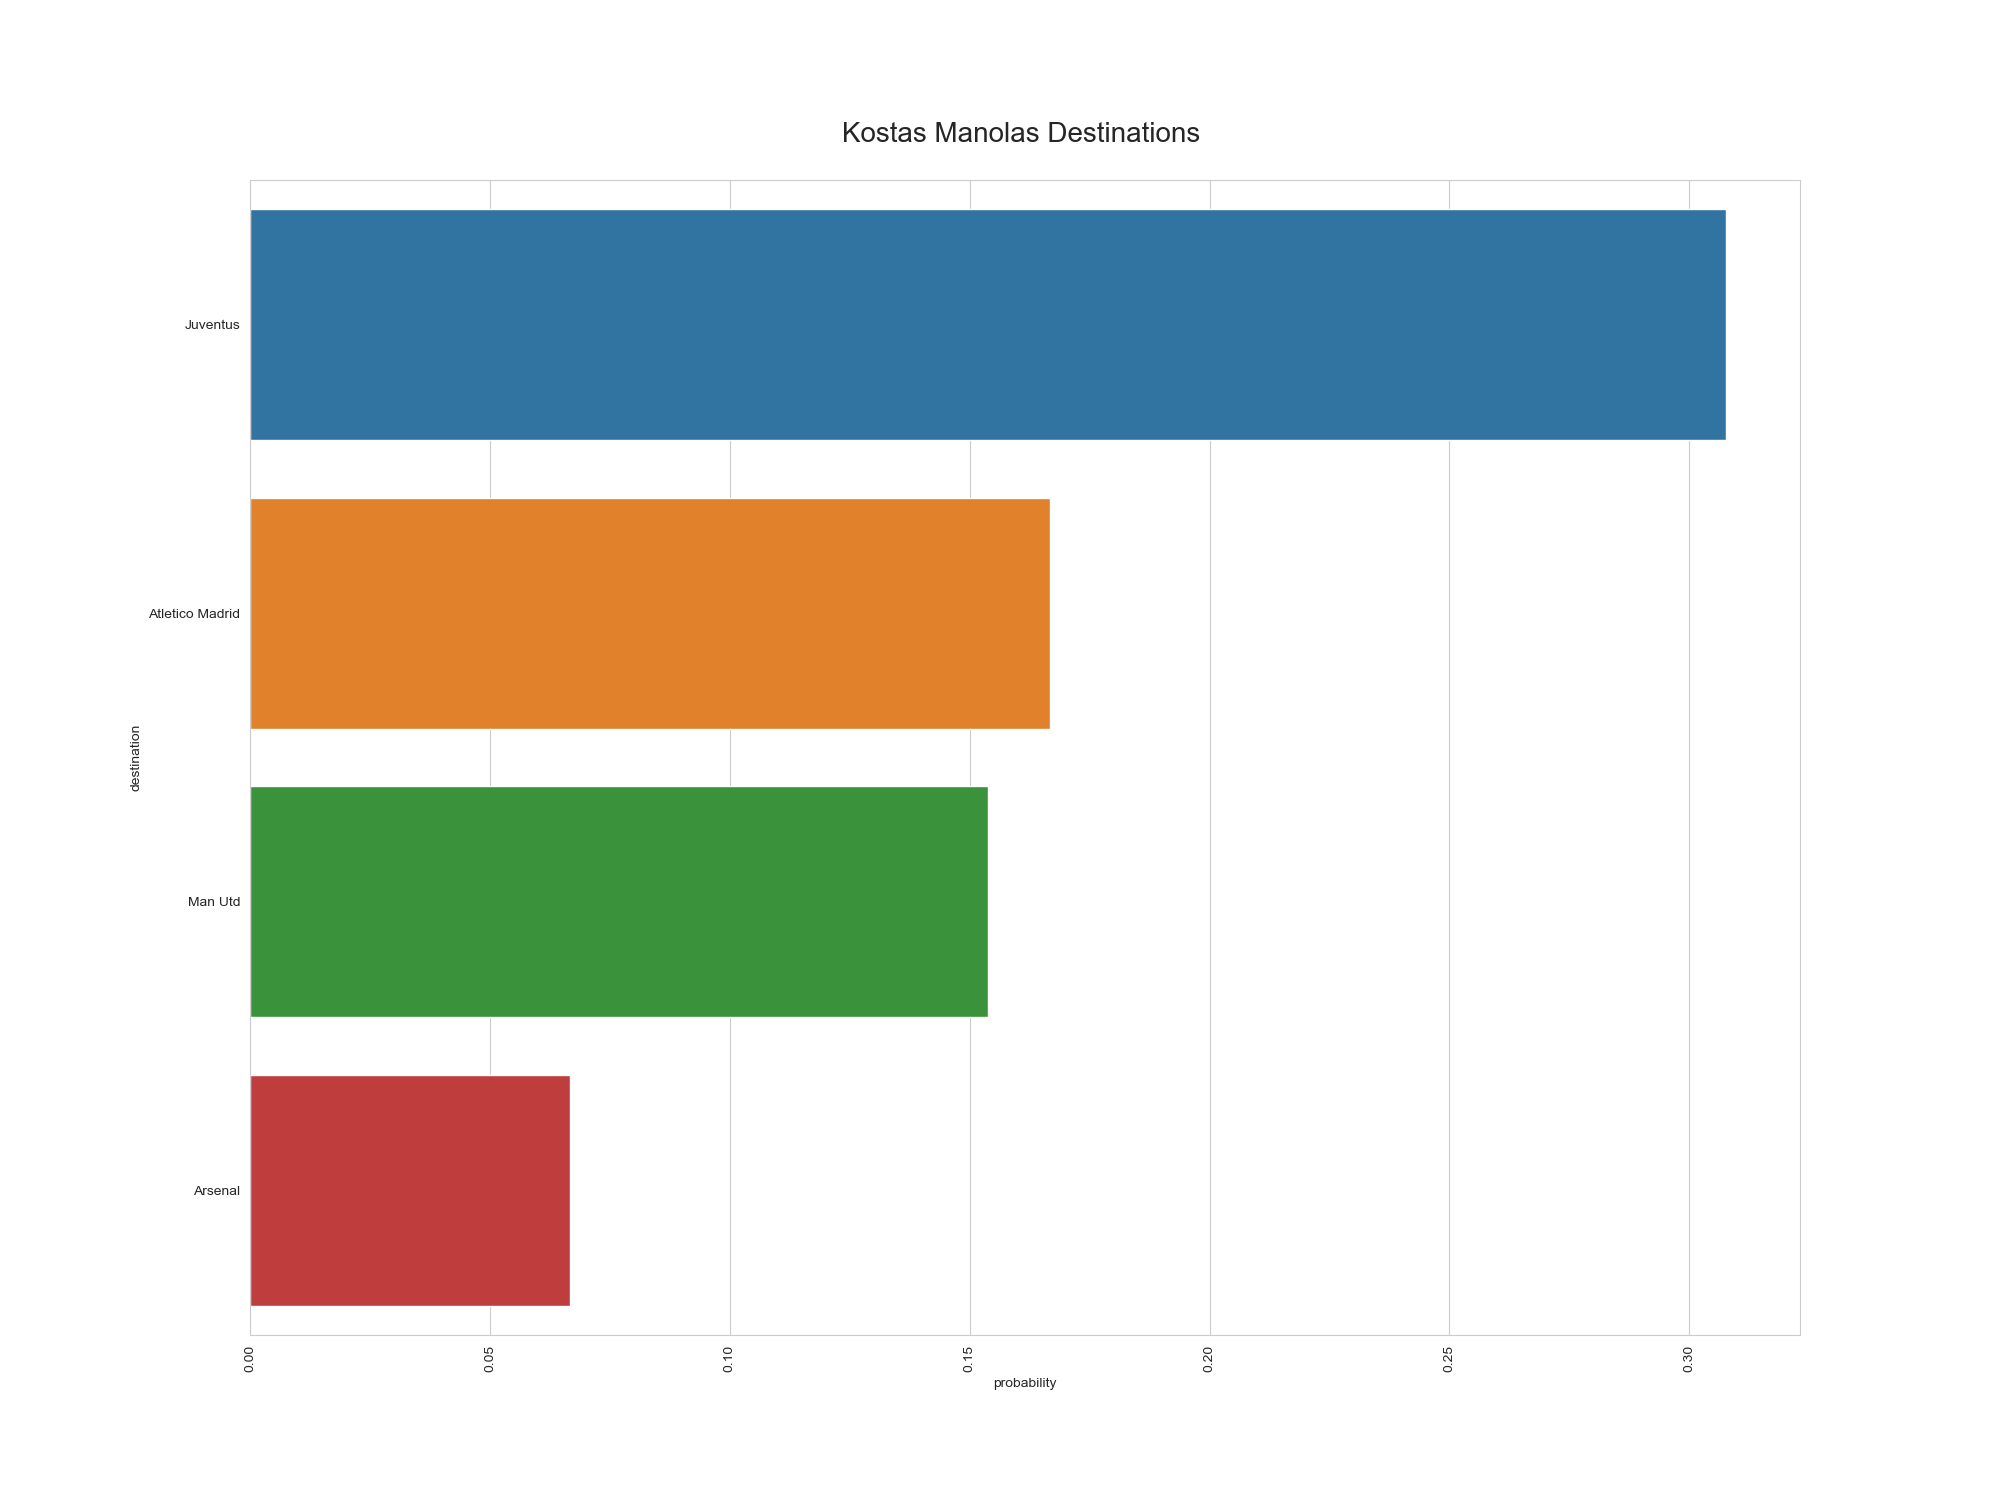 Kostas Manolas Destinations
Juventus
Atletico Madrid
Man Utd
Arsenal
destination
0.00
0.05
0.10
0.15
0.20
0.25
0.30
probability